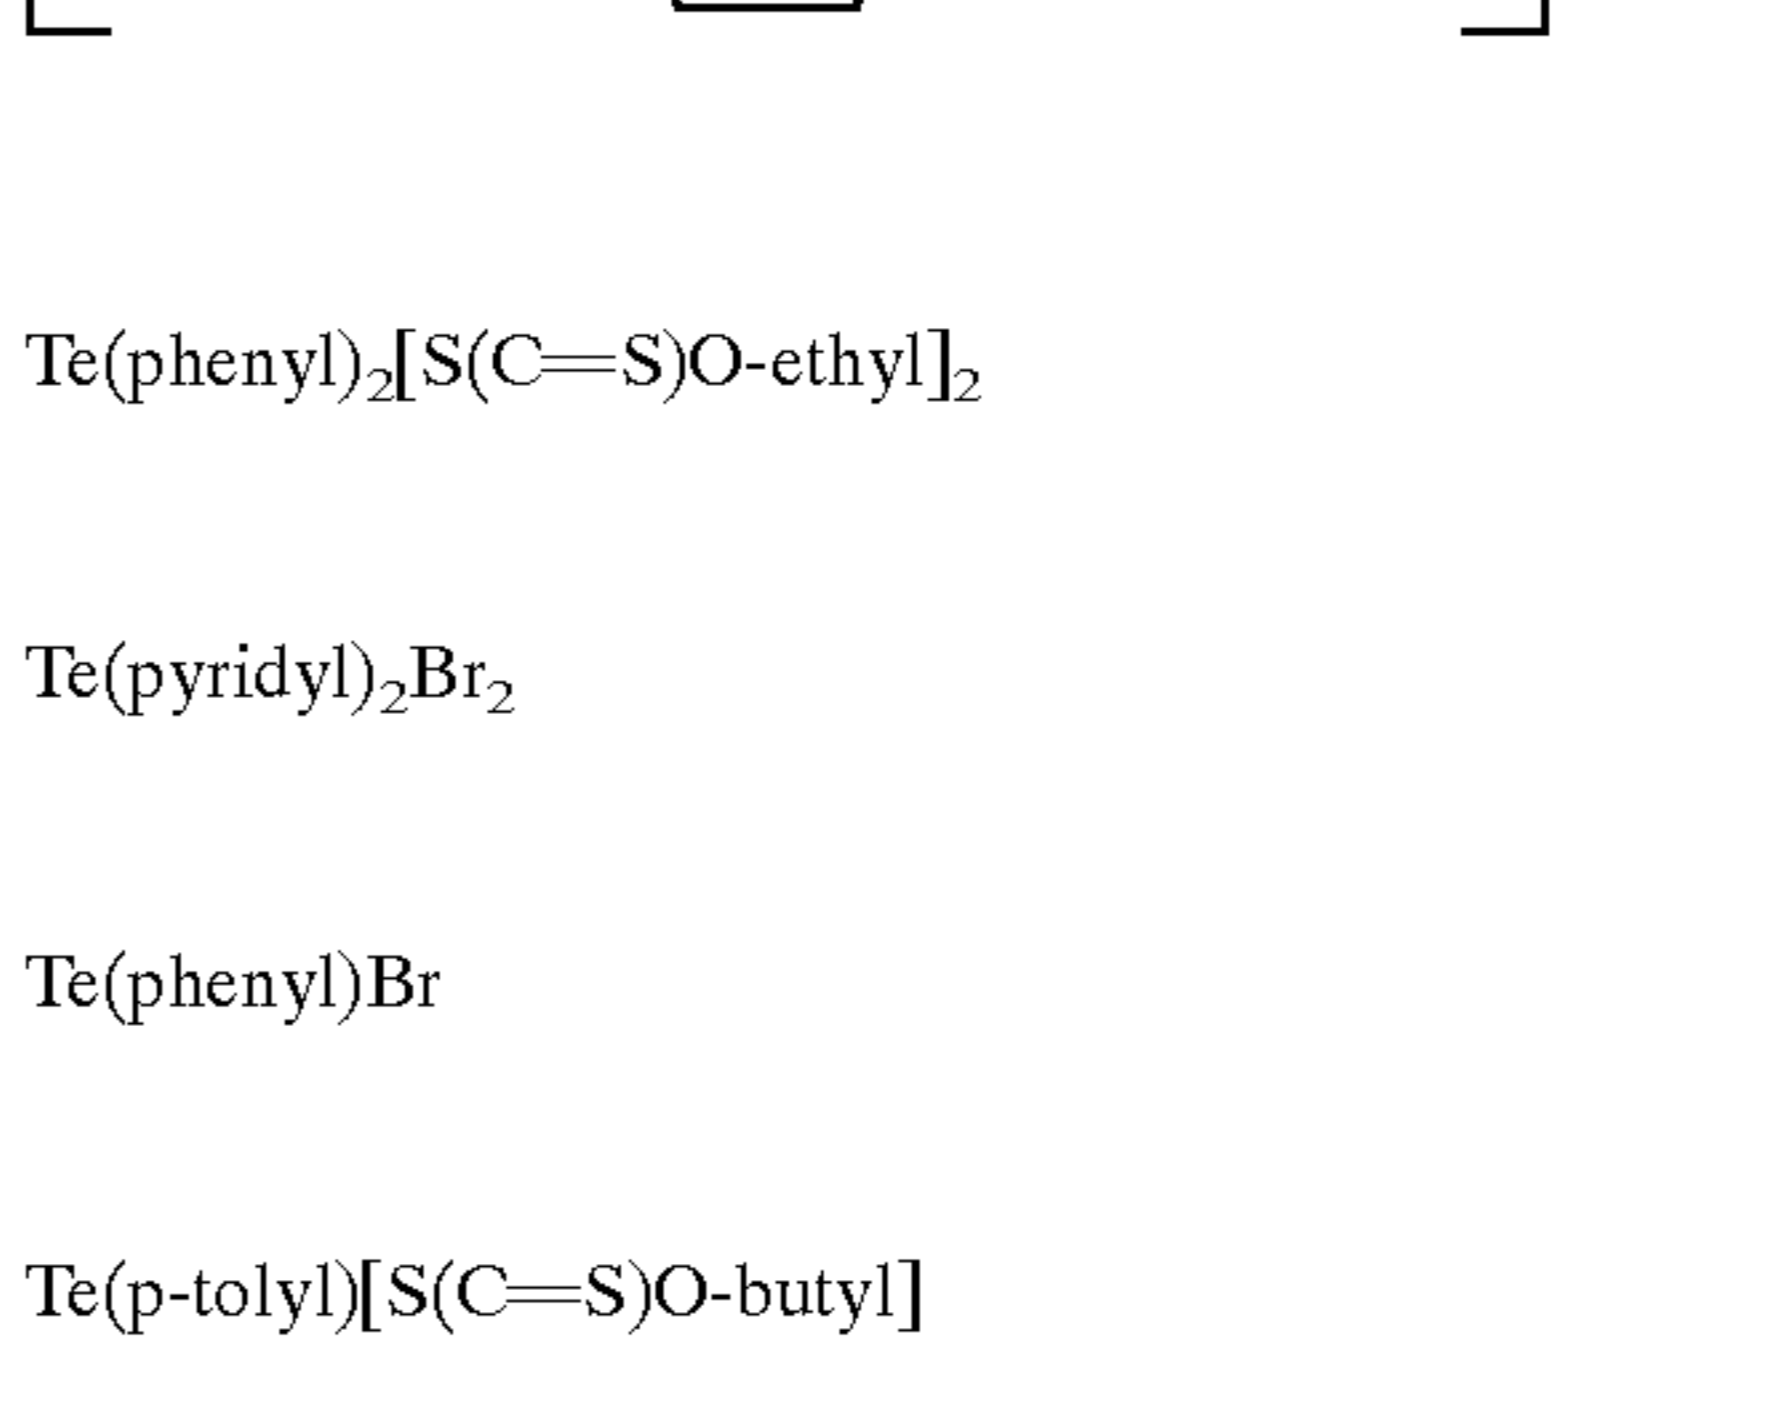 Te(phenyl)₂[S(C=S)O-ethyl]₂
Te(pyridyl)₂Br₂
Te(phenyl)Br
Te(p-tolyl)[S(C=S)O-butyl]